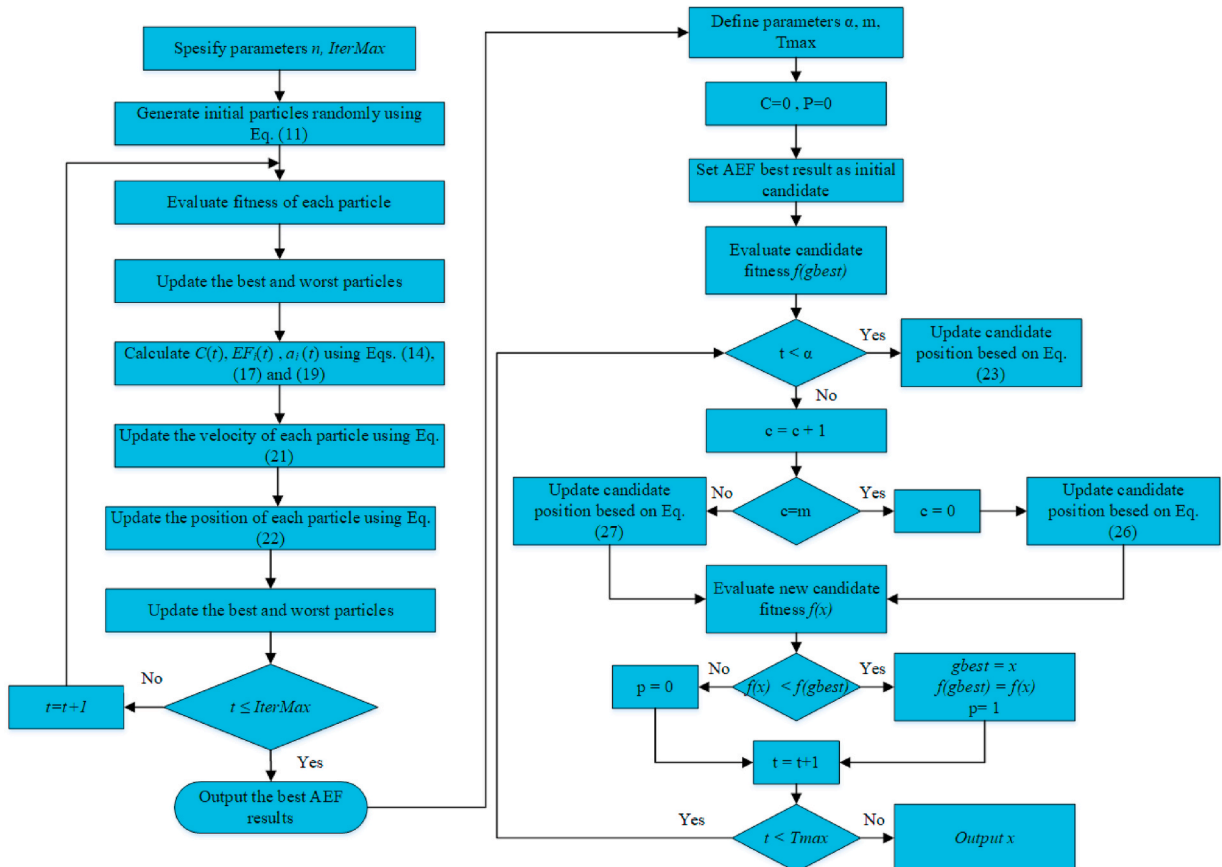 Spesify parameters n, IterMax
Generate initial particles randomly using
Eq. (11)
Evaluate fitness of each particle
Update the best and worst particles
Calculate C(t), EFi(t) , ai (t) using Eqs. (14),
(17) and (19)
Update the velocity of each particle using Eq.
(21)
Update the position of each particle using Eq.
(22)
Update the best and worst particles
t ≤ IterMax
No
t=t+1
Yes
Output the best AEF
results
Define parameters α, m,
Tmax
C=0 , P=0
Set AEF best result as initial
candidate
Evaluate candidate
fitness f(gbest)
t < α
Yes
Update candidate
position besed on Eq.
(23)
No
c = c + 1
c=m
No
Update candidate
position besed on Eq.
(27)
Yes
c = 0
Update candidate
position besed on Eq.
(26)
Evaluate new candidate
fitness f(x)
f(x) < f(gbest)
No
p = 0
Yes
gbest = x
f(gbest) = f(x)
p= 1
t = t+1
t < Tmax
Yes
No
Output x